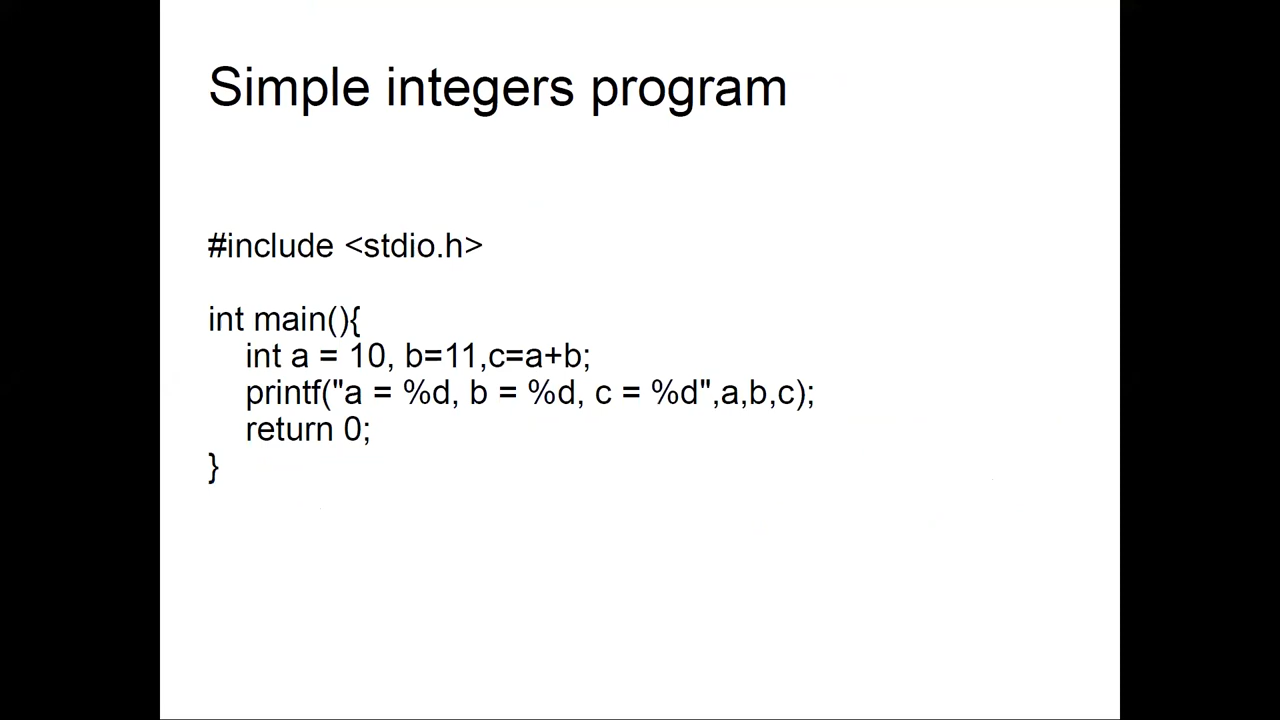 Simple integers program
#include <stdio.h>
int main(){
int a = 10, b=11,c=a+b;
printf("a = %d, b = %d, c = %d",a,b,c);
return 0;
}